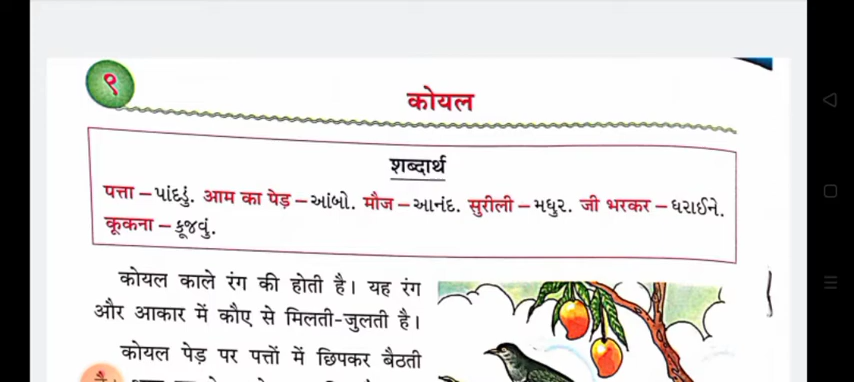 ९
कोयल
शब्दार्थ
पत्ता – પાંદડું. आम का पेड़ – આંબો. मौज – આનંદ. सुरीली – મધુર. जी भरकर – ધરાઈને.
कूकना – કૂજવું.
कोयल काले रंग की होती है। यह रंग
और आकार में कौए से मिलती-जुलती है।
कोयल पेड़ पर पत्तों में छिपकर बैठती